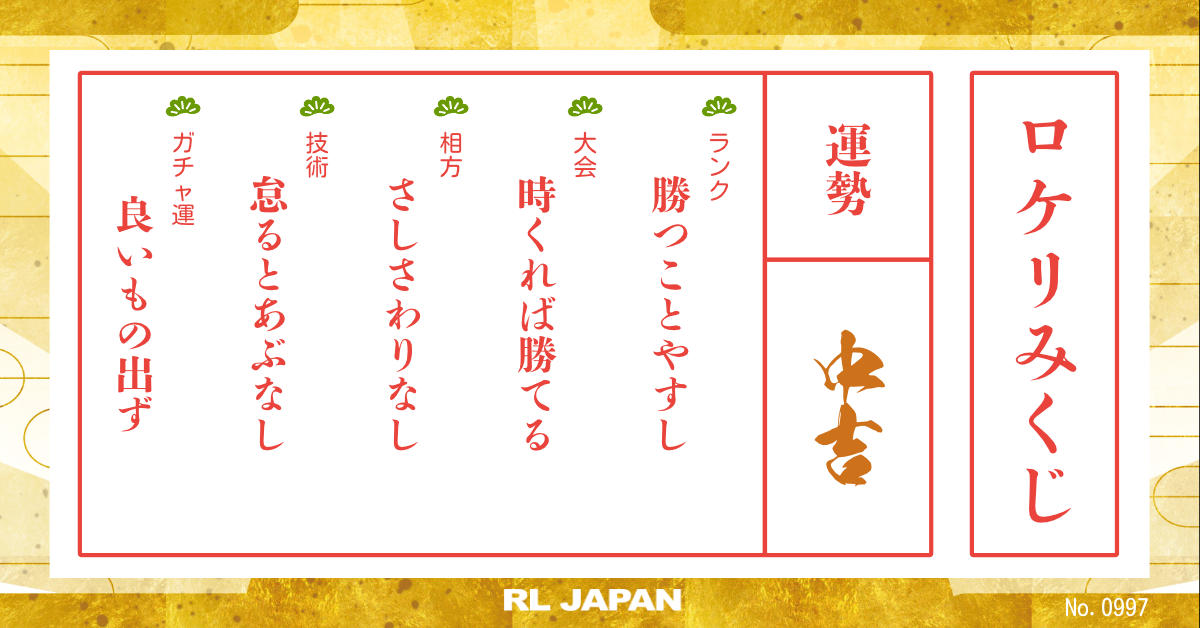 ロケリみくじ
運勢
中吉
ランク
勝つことやすし
大会
時くれば勝てる
相方
さしさわりなし
技術
怠るとあぶなし
ガチャ運
良いもの出ず
RL JAPAN
No. 0997